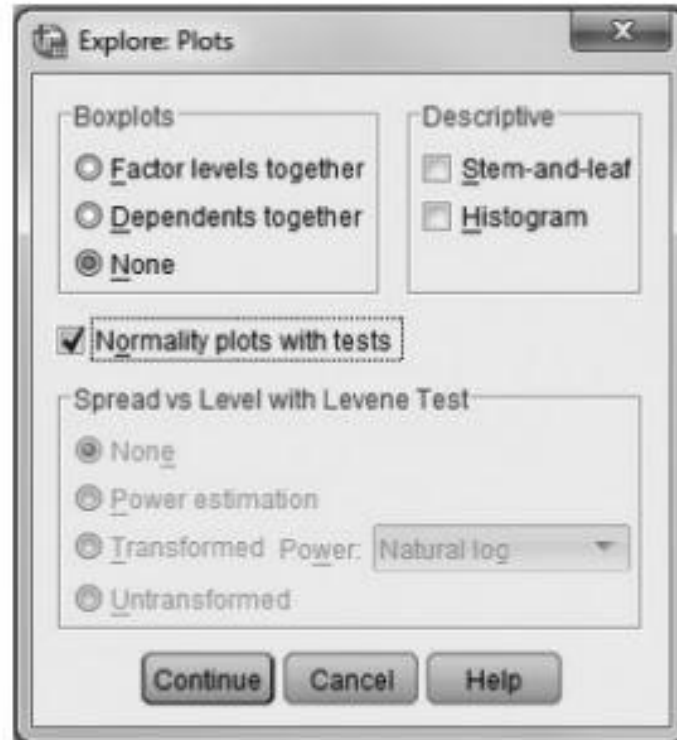 Explore: Plots
Boxplots
Factor levels together
Dependents together
None
Descriptive
Stem-and-leaf
Histogram
Normality plots with tests
Spread vs Level with Levene Test
None
Power estimation
Transformed Power: Natural log
Untransformed
Continue Cancel Help